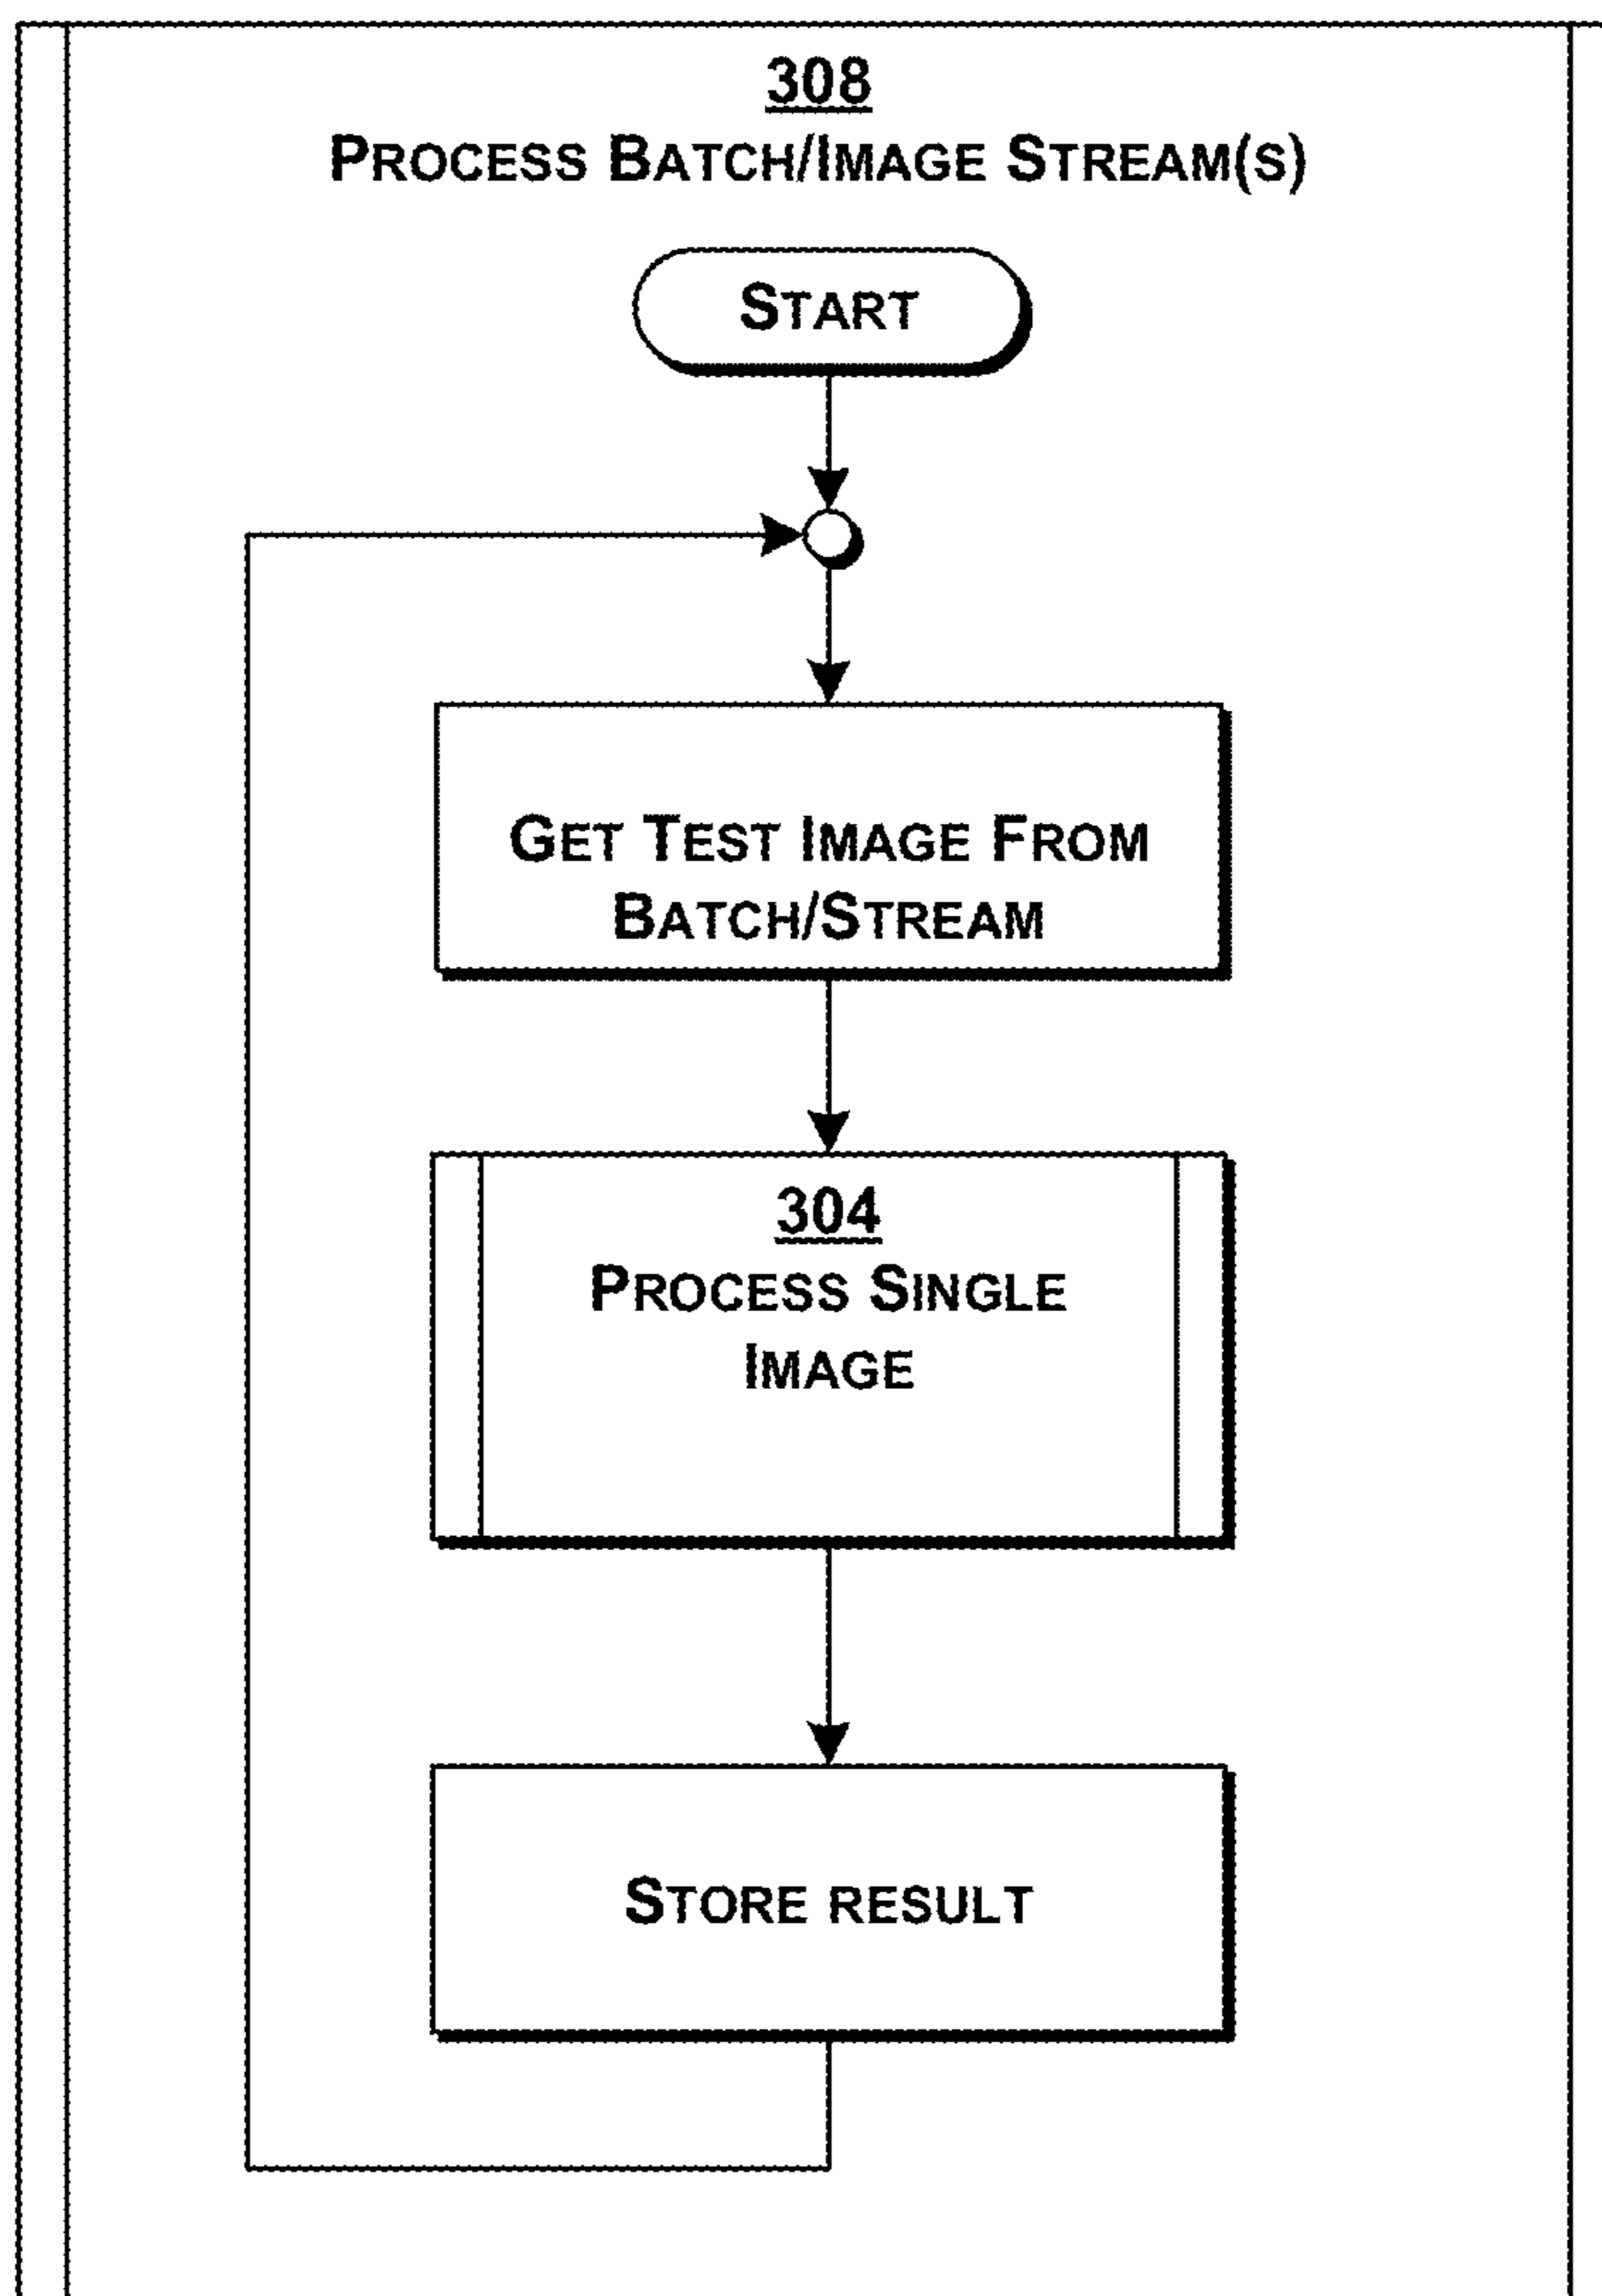 308
PROCESS BATCH/IMAGE STREAM(S)
START
GET TEST IMAGE FROM
BATCH/STREAM
304
PROCESS SINGLE
IMAGE
STORE RESULT